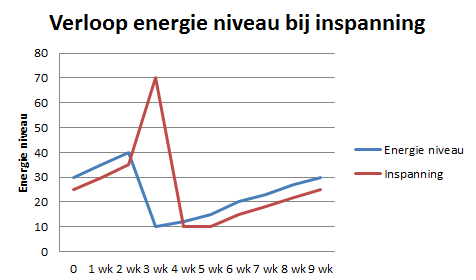 Verloop energie niveau bij inspanning
80
70
60
50
40
30
20
10
0
Energie niveau
0 1 wk 2 wk 3 wk 4 wk 5 wk 6 wk 7 wk 8 wk 9 wk
Energie niveau
Inspanning